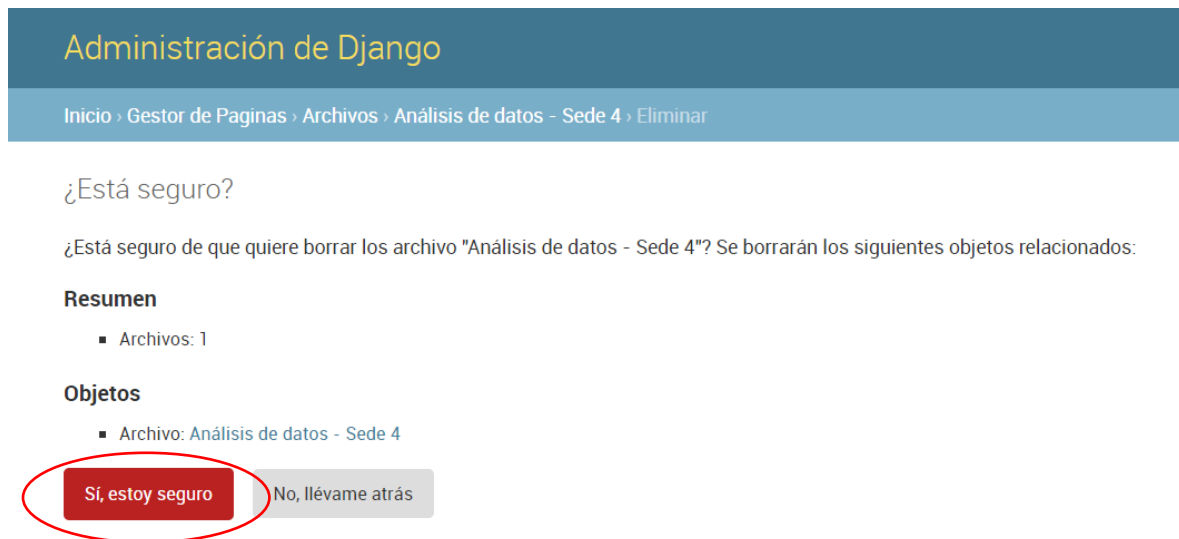 Administración de Django
Inicio › Gestor de Paginas › Archivos › Análisis de datos - Sede 4 › Eliminar
¿Está seguro?
¿Está seguro de que quiere borrar los archivo "Análisis de datos - Sede 4"? Se borrarán los siguientes objetos relacionados:
Resumen
Archivos: 1
Objetos
Archivo: Análisis de datos - Sede 4
Sí, estoy seguro No, llévame atrás